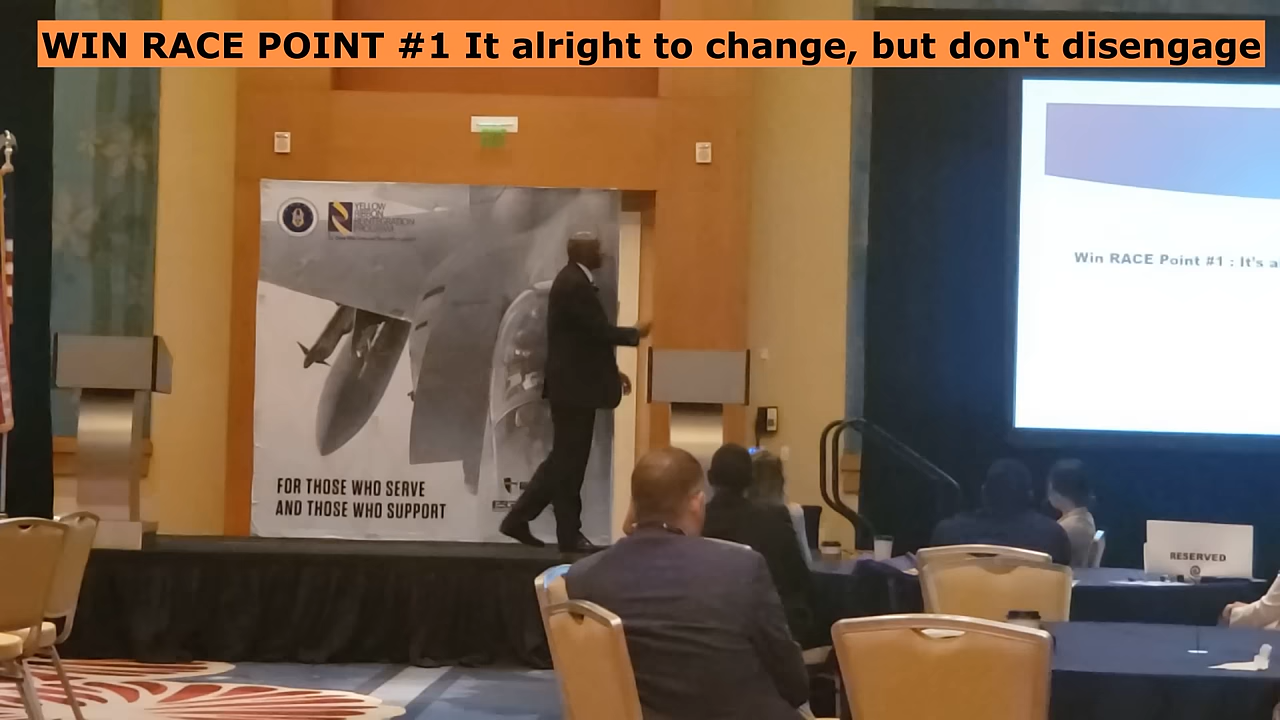 WIN RACE POINT #1 It alright to change, but don't disengage
YELLOW
RIBBON
REINTEGRATION
PROGRAM
Win RACE Point #1 : It's a
FOR THOSE WHO SERVE
AND THOSE WHO SUPPORT
RESERVED